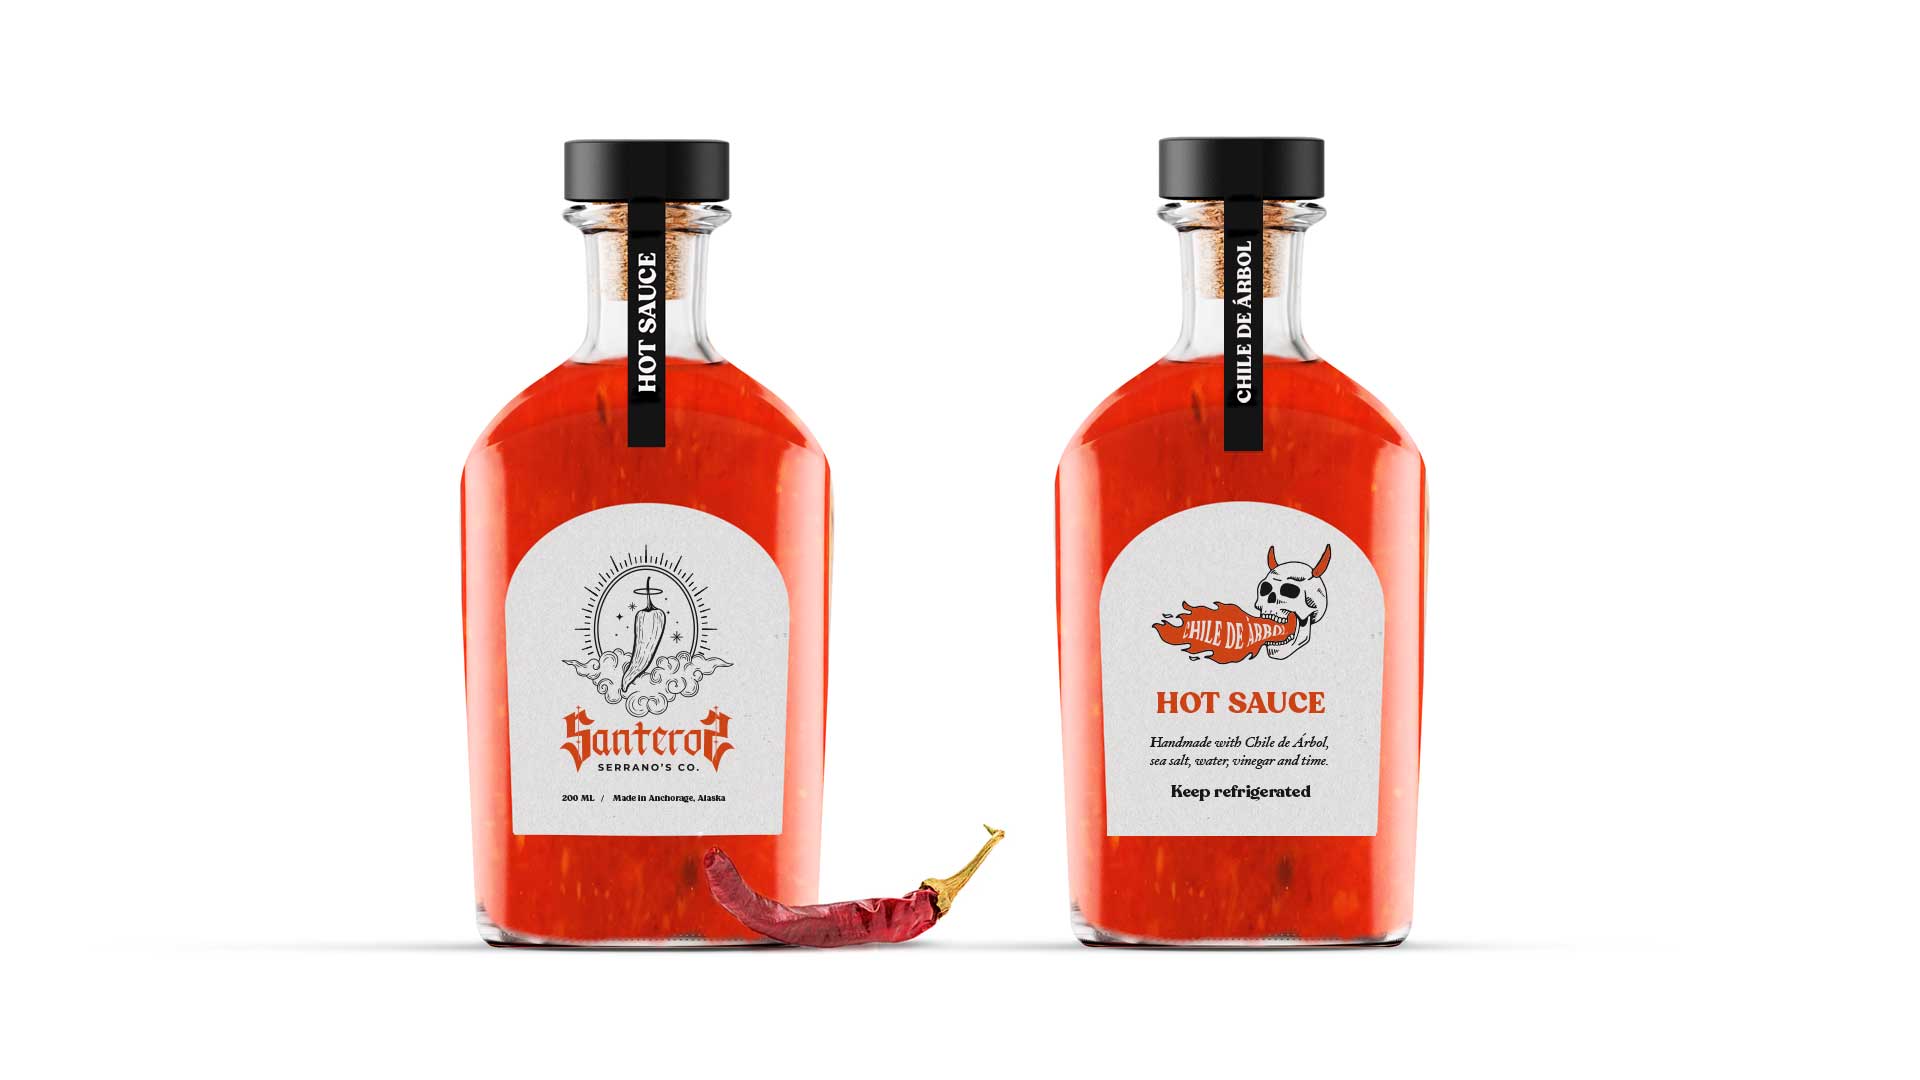 HOT SAUCE
Santeros
SERRANO'S CO.
200 ML / Made in Anchorage, Alaska
CHILE DE ÁRBOL
CHILE DE ÁRBOL
HOT SAUCE
Handmade with Chile de Árbol,
sea salt, water, vinegar and time.
Keep refrigerated